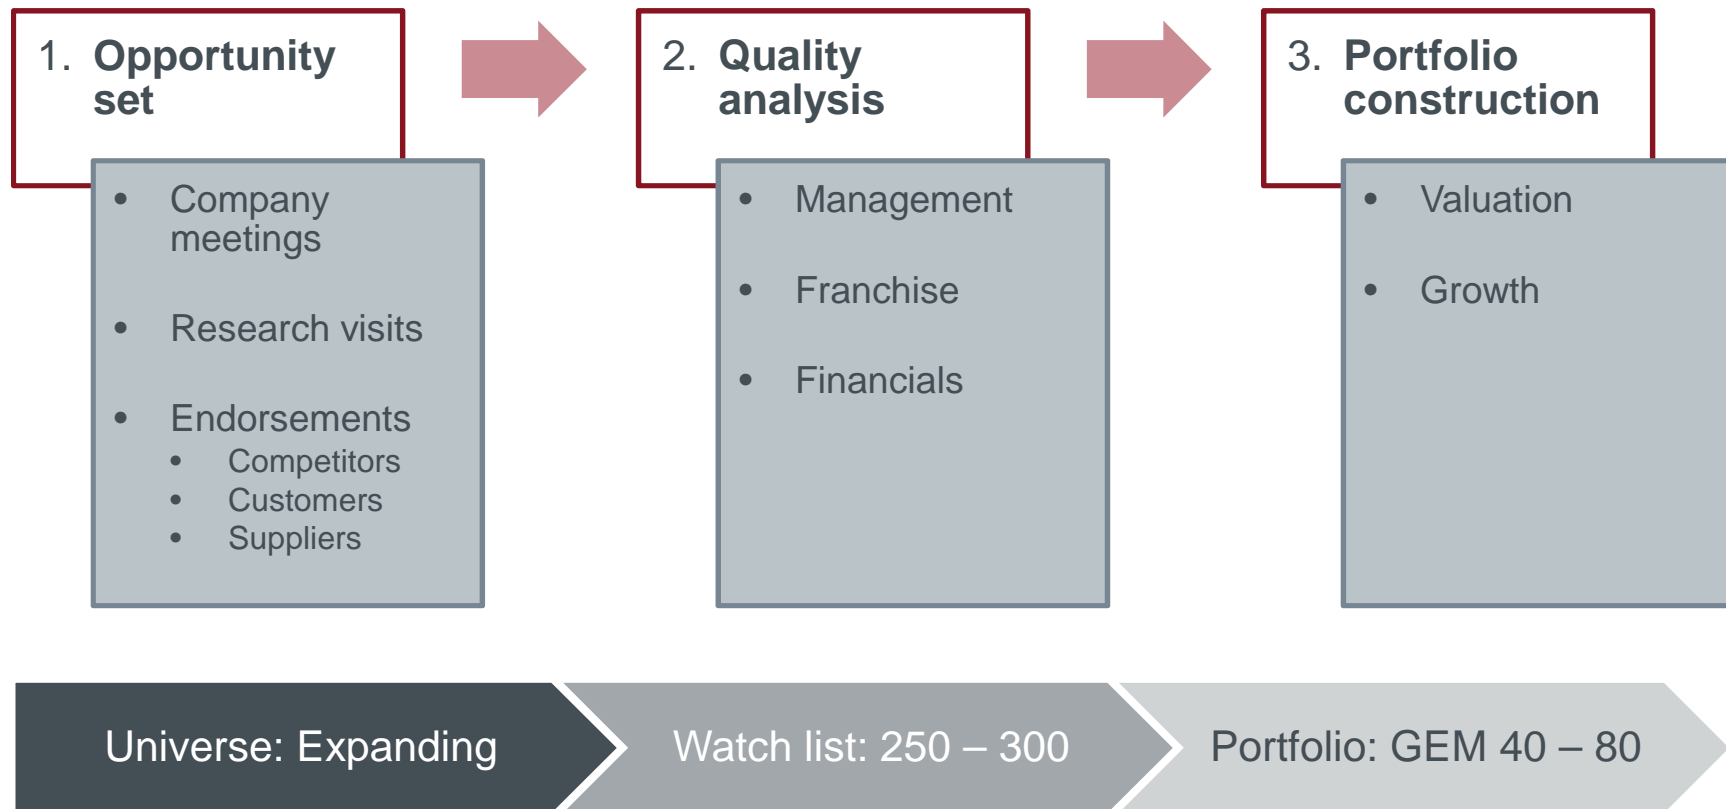 1. Opportunity
set
• Company
meetings
• Research visits
• Endorsements
• Competitors
• Customers
• Suppliers
2. Quality
analysis
• Management
• Franchise
• Financials
3. Portfolio
construction
• Valuation
• Growth
Universe: Expanding
Watch list: 250 – 300
Portfolio: GEM 40 – 80